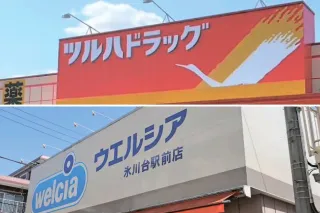 ツルハドラッグ
薬
ウエルシア
氷川台駅前店
welcia